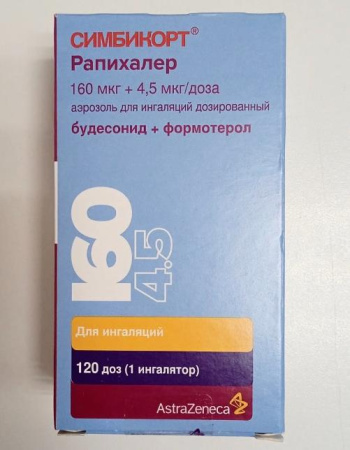 СИМБИКОРТ®
Рапихалер
160 мкг + 4,5 мкг/доза
аэрозоль для ингаляций дозированный
будесонид + формотерол
160
4.5
Для ингаляций
120 доз (1 ингалятор)
AstraZeneca